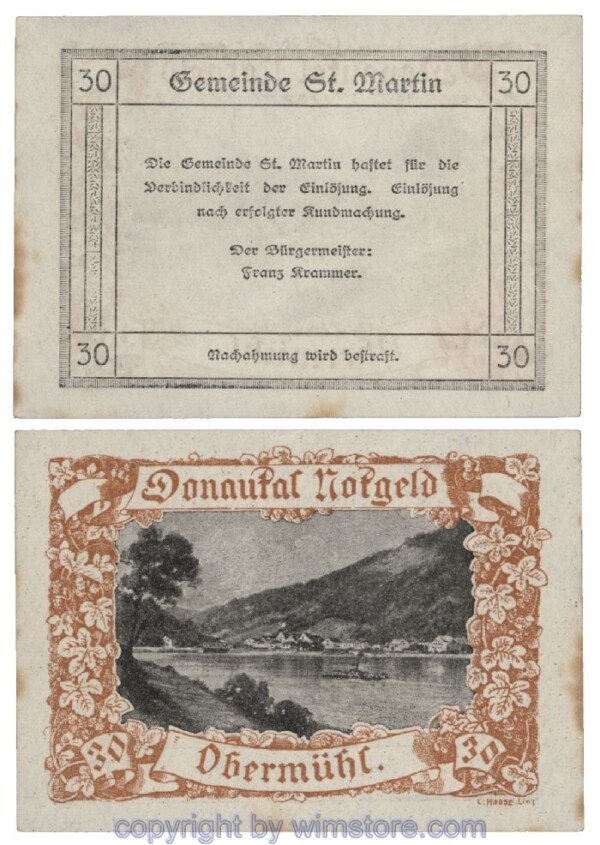 30 Gemeinde St. Martin 30
Die Gemeinde St. Martin haftet für die
Verbindlichkeit der Einlösung. Einlösung
nach erfolgter Kundmachung.
Der Bürgermeister:
Franz Krammer.
30 Nachahmung wird bestraft. 30
Donautal Notgeld
30 Obermühl. 30
copyright by wimstore.com